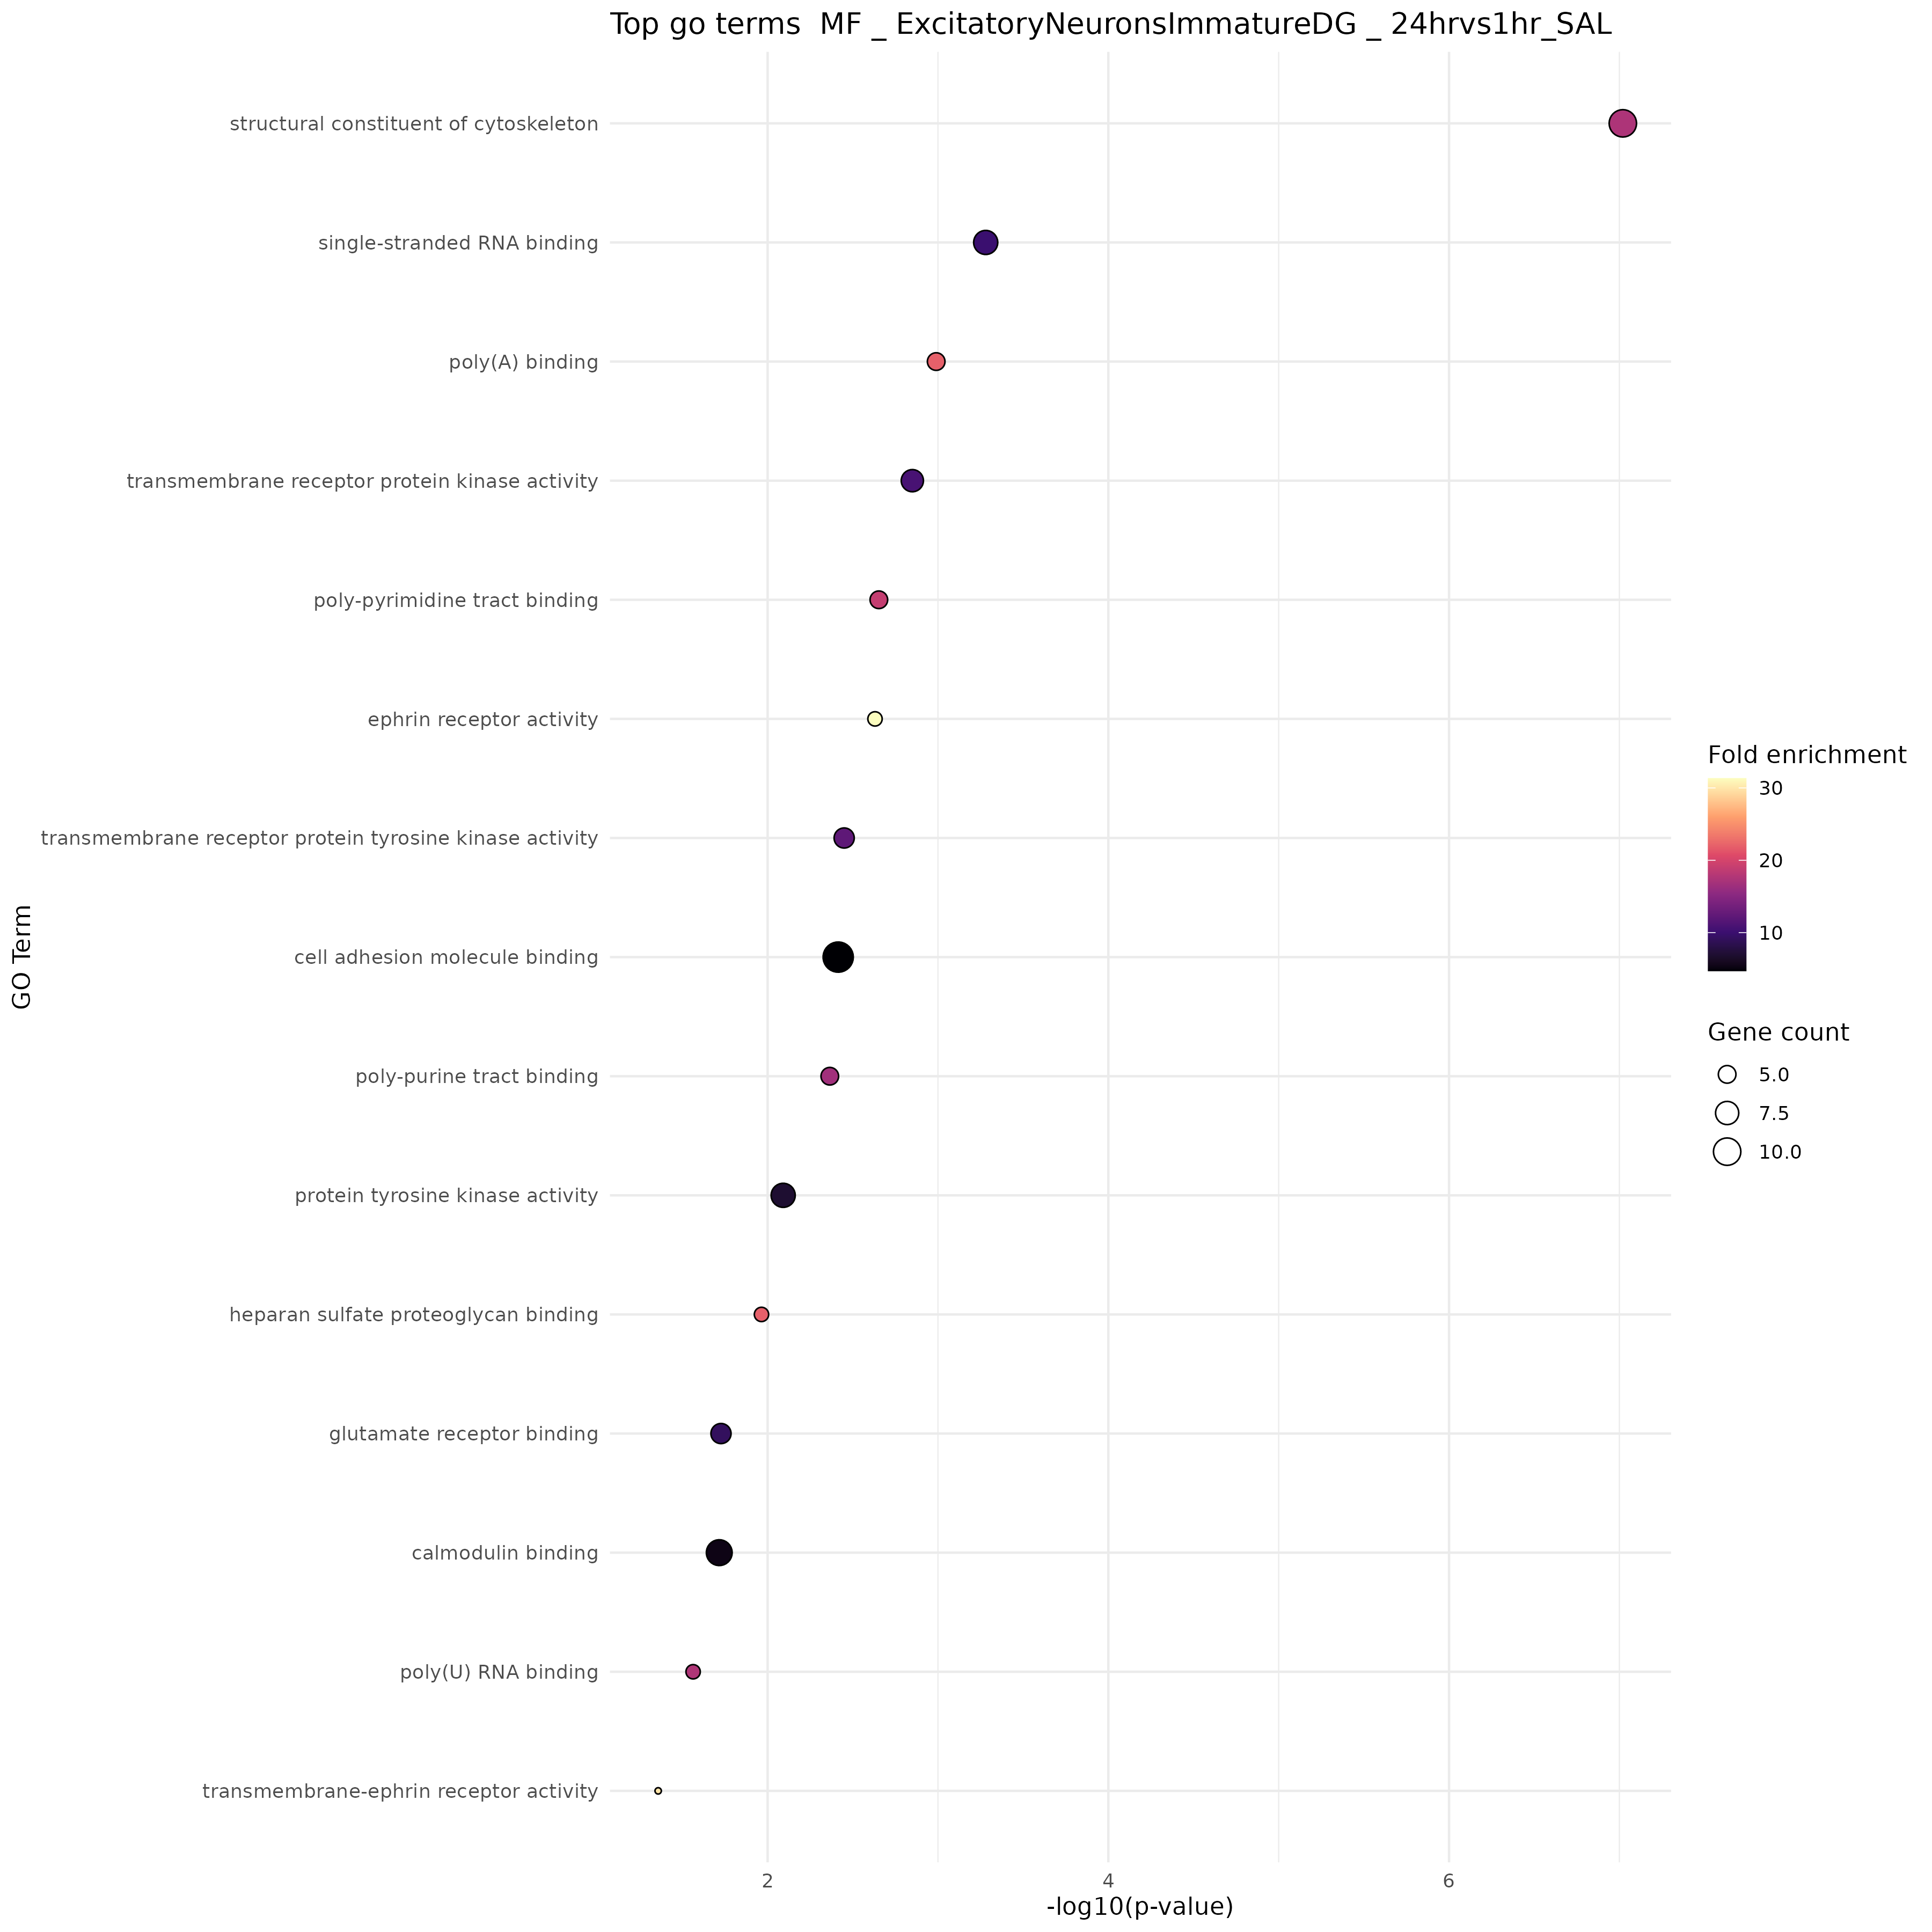 Top go terms  MF _ ExcitatoryNeuronsImmatureDG _ 24hrvs1hr_SAL
structural constituent of cytoskeleton
single-stranded RNA binding
poly(A) binding
transmembrane receptor protein kinase activity
poly-pyrimidine tract binding
ephrin receptor activity
transmembrane receptor protein tyrosine kinase activity
cell adhesion molecule binding
poly-purine tract binding
protein tyrosine kinase activity
heparan sulfate proteoglycan binding
glutamate receptor binding
calmodulin binding
poly(U) RNA binding
transmembrane-ephrin receptor activity
GO Term
2 4 6
-log10(p-value)
Fold enrichment
30
20
10
Gene count
5.0
7.5
10.0